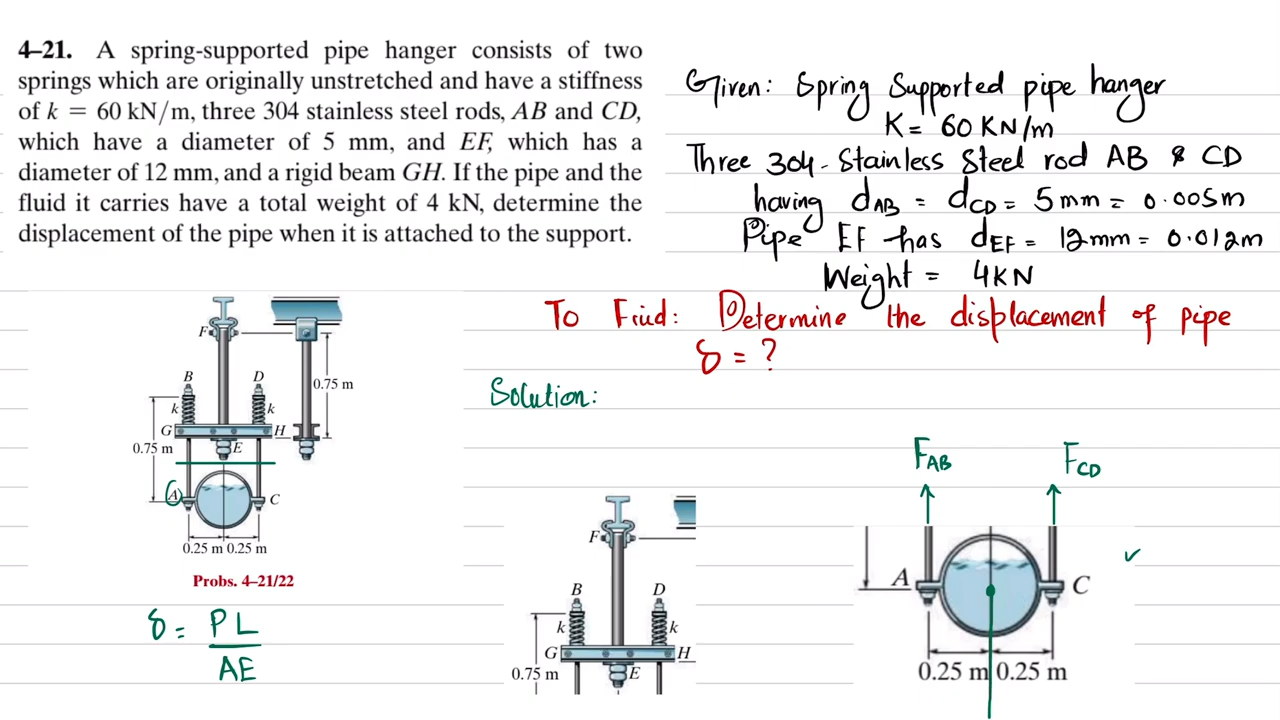 4–21. A spring-supported pipe hanger consists of two
springs which are originally unstretched and have a stiffness
of k = 60 kN/m, three 304 stainless steel rods, AB and CD,
which have a diameter of 5 mm, and EF, which has a
diameter of 12 mm, and a rigid beam GH. If the pipe and the
fluid it carries have a total weight of 4 kN, determine the
displacement of the pipe when it is attached to the support.
Given: Spring Supported pipe hanger
K = 60 KN/m
Three 304 - Stainless Steel rod AB & CD
having dAB = dCD = 5mm = 0.005m
Pipe EF has dEF = 12mm = 0.012m
Weight = 4KN
To Find: Determine the displacement of pipe
δ = ?
Solution:
F
B D
0.75 m
k k
G H
0.75 m E
A C
0.25 m 0.25 m
Probs. 4–21/22
δ = PL
AE
F
B D
k k
G H
0.75 m E
FAB FCD
A C
0.25 m 0.25 m